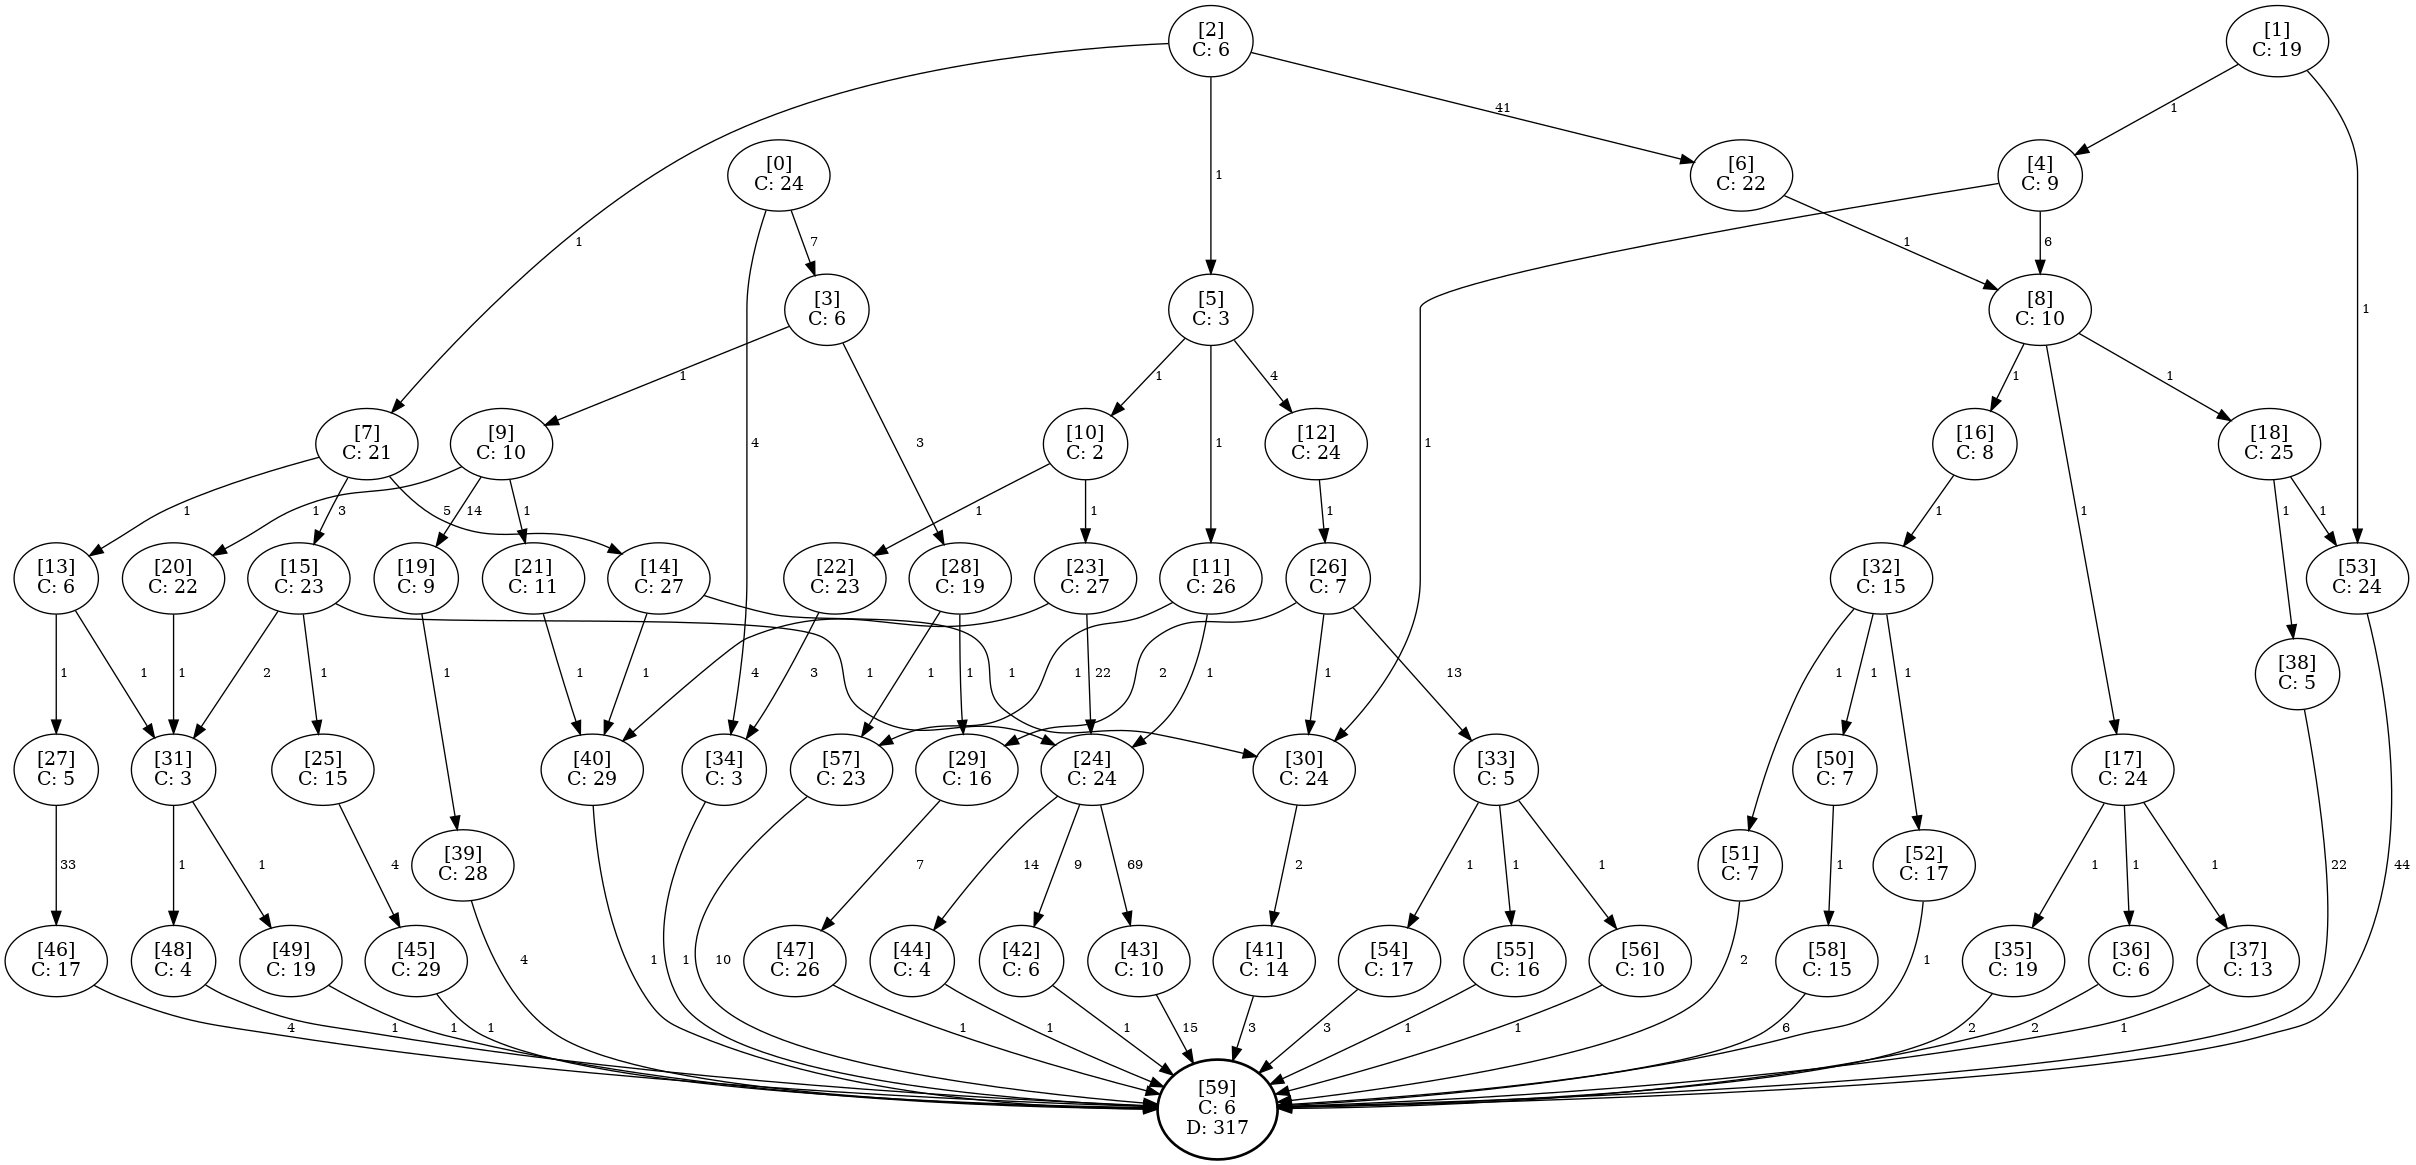 [2]
C: 6
[1]
C: 19
1
41
[0]
C: 24
1
[6]
C: 22
[4]
C: 9
1
7
1
6
[3]
C: 6
[5]
C: 3
[8]
C: 10
1
1
1
4
1
1
[7]
C: 21
[9]
C: 10
4
3
[10]
C: 2
1
[12]
C: 24
1
[16]
C: 8
[18]
C: 25
1
3
1
14
1
5
1
1
1
1
1
1
1
[13]
C: 6
[20]
C: 22
[15]
C: 23
[19]
C: 9
[21]
C: 11
[14]
C: 27
[22]
C: 23
[28]
C: 19
[23]
C: 27
[11]
C: 26
[26]
C: 7
[32]
C: 15
[53]
C: 24
1
1
1
2
1
1
1
1
4
3
1
1
1
1
1
22
2
1
1
13
1
1
1
[38]
C: 5
[27]
C: 5
[31]
C: 3
[25]
C: 15
[40]
C: 29
[34]
C: 3
[57]
C: 23
[29]
C: 16
[24]
C: 24
[30]
C: 24
[33]
C: 5
[50]
C: 7
[17]
C: 24
33
1
1
4
[39]
C: 28
7
14
9
69
2
1
1
1
[51]
C: 7
1
[52]
C: 17
1
1
1
22
44
[46]
C: 17
[48]
C: 4
[49]
C: 19
[45]
C: 29
4
1
1
10
[47]
C: 26
[44]
C: 4
[42]
C: 6
[43]
C: 10
[41]
C: 14
[54]
C: 17
[55]
C: 16
[56]
C: 10
2
[58]
C: 15
1
[35]
C: 19
[36]
C: 6
[37]
C: 13
4
1
1
1
1
1
1
15
3
3
1
1
6
2
2
1
[59]
C: 6
D: 317